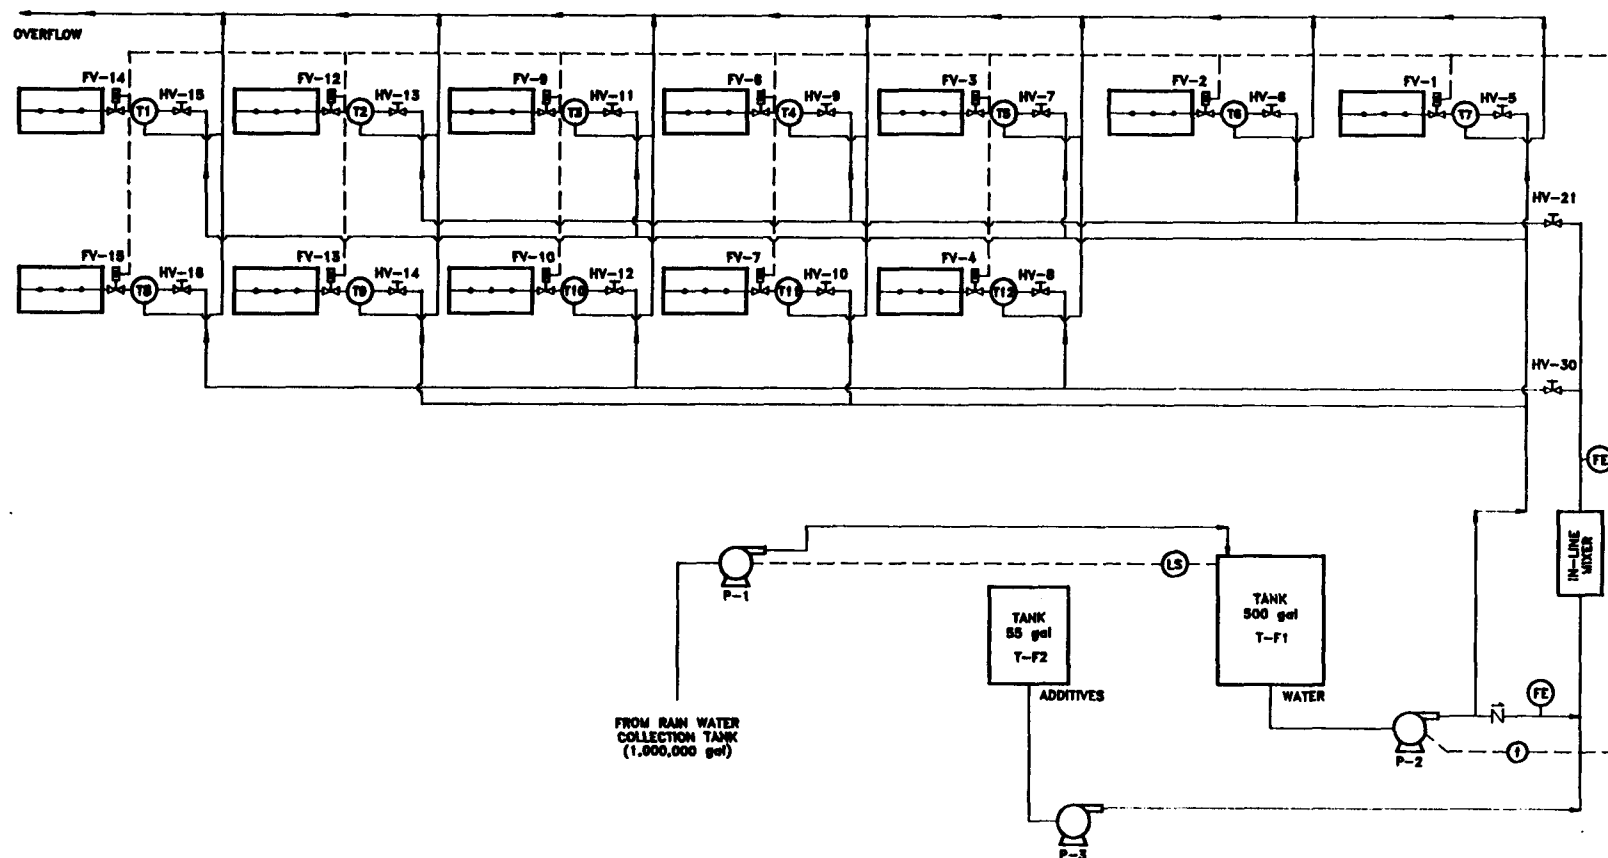 OVERFLOW
FV-14
HV-15
FV-12
HV-13
FV-9
HV-11
FV-6
HV-9
FV-3
HV-7
FV-2
HV-6
FV-1
HV-5
T1
T2
T3
T4
T5
T6
T7
HV-21
FV-15
HV-16
FV-13
HV-14
FV-10
HV-12
FV-7
HV-10
FV-4
HV-8
T8
T9
T10
T11
T12
HV-30
FE
IN-LINE
MIXER
LS
P-1
TANK
55 gal
T-F2
TANK
500 gal
T-F1
ADDITIVES
WATER
FE
FROM RAIN WATER
COLLECTION TANK
(1,000,000 gal)
P-2
f
P-3